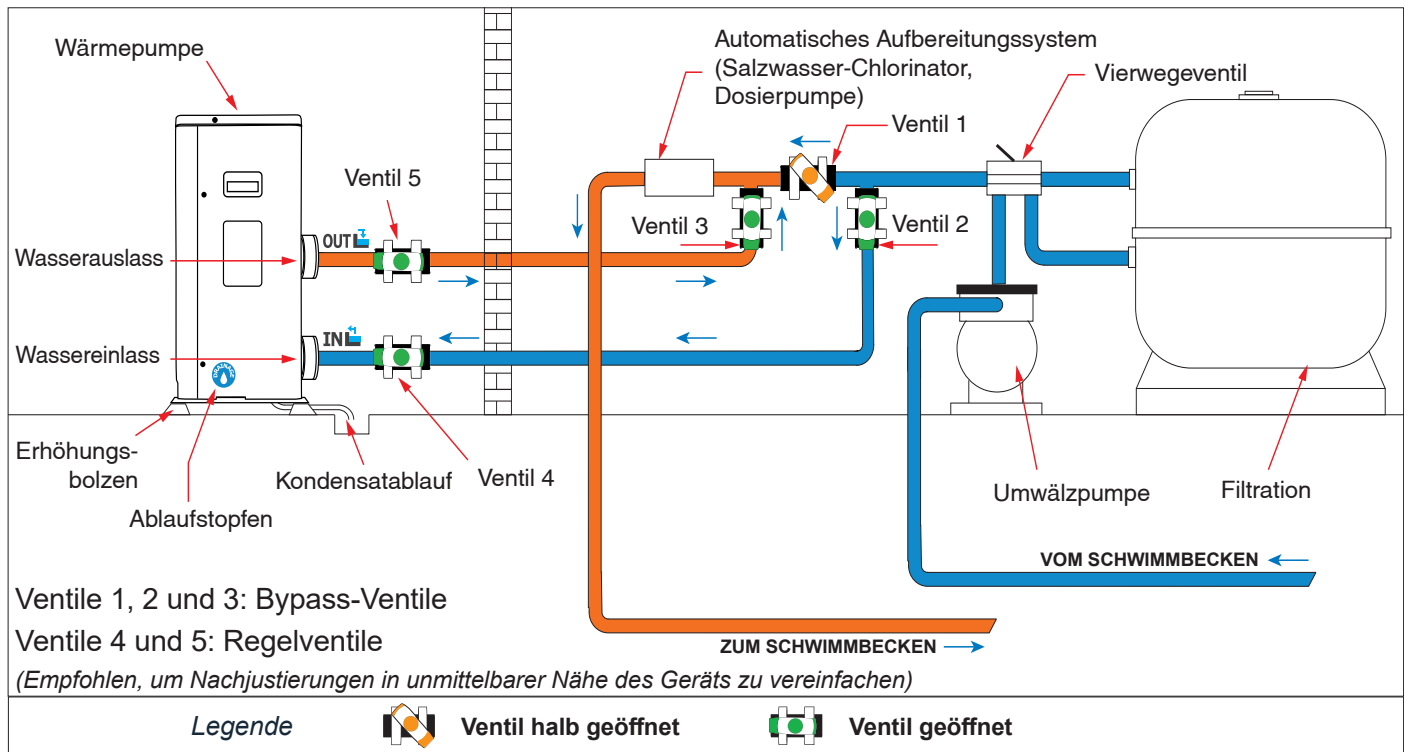 Wärmepumpe
Automatisches Aufbereitungssystem
(Salzwasser-Chlorinator,
Dosierpumpe)
Vierwegeventil
Ventil 1
Ventil 5
Ventil 3
Ventil 2
OUT
Wasserauslass
IN
Wassereinlass
DRAINAGE
Erhöhungs-
bolzen
Kondensatablauf
Ventil 4
Ablaufstopfen
Umwälzpumpe
Filtration
VOM SCHWIMMBECKEN
Ventile 1, 2 und 3: Bypass-Ventile
Ventile 4 und 5: Regelventile
ZUM SCHWIMMBECKEN
(Empfohlen, um Nachjustierungen in unmittelbarer Nähe des Geräts zu vereinfachen)
Legende
Ventil halb geöffnet
Ventil geöffnet